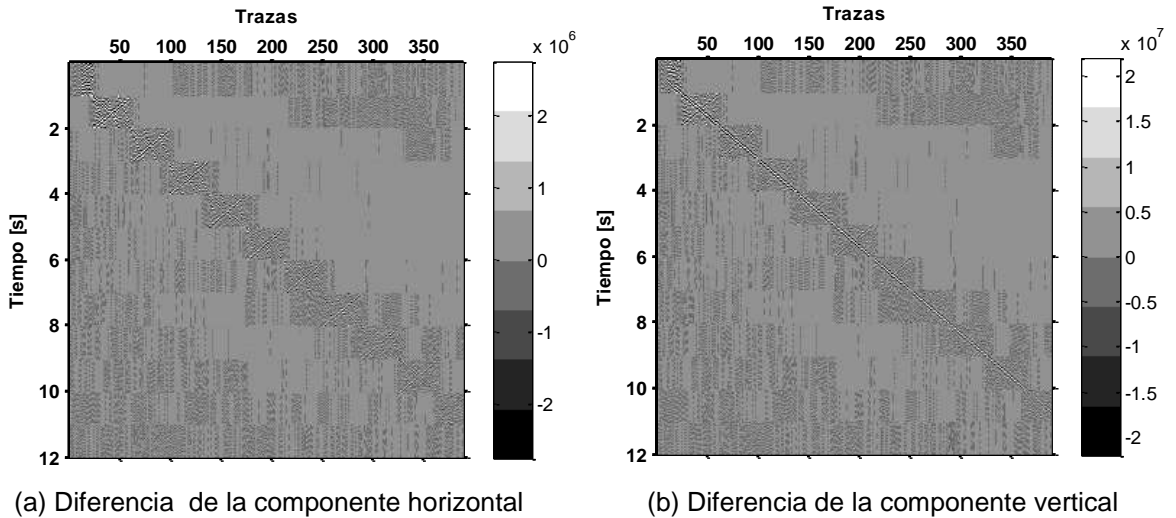 Trazas
50 100 150 200 250 300 350
x 10^6
2
1
0
-1
-2
Tiempo [s]
2
4
6
8
10
12
(a) Diferencia de la componente horizontal
Trazas
50 100 150 200 250 300 350
x 10^7
2
1.5
1
0.5
0
-0.5
-1
-1.5
-2
Tiempo [s]
2
4
6
8
10
12
(b) Diferencia de la componente vertical